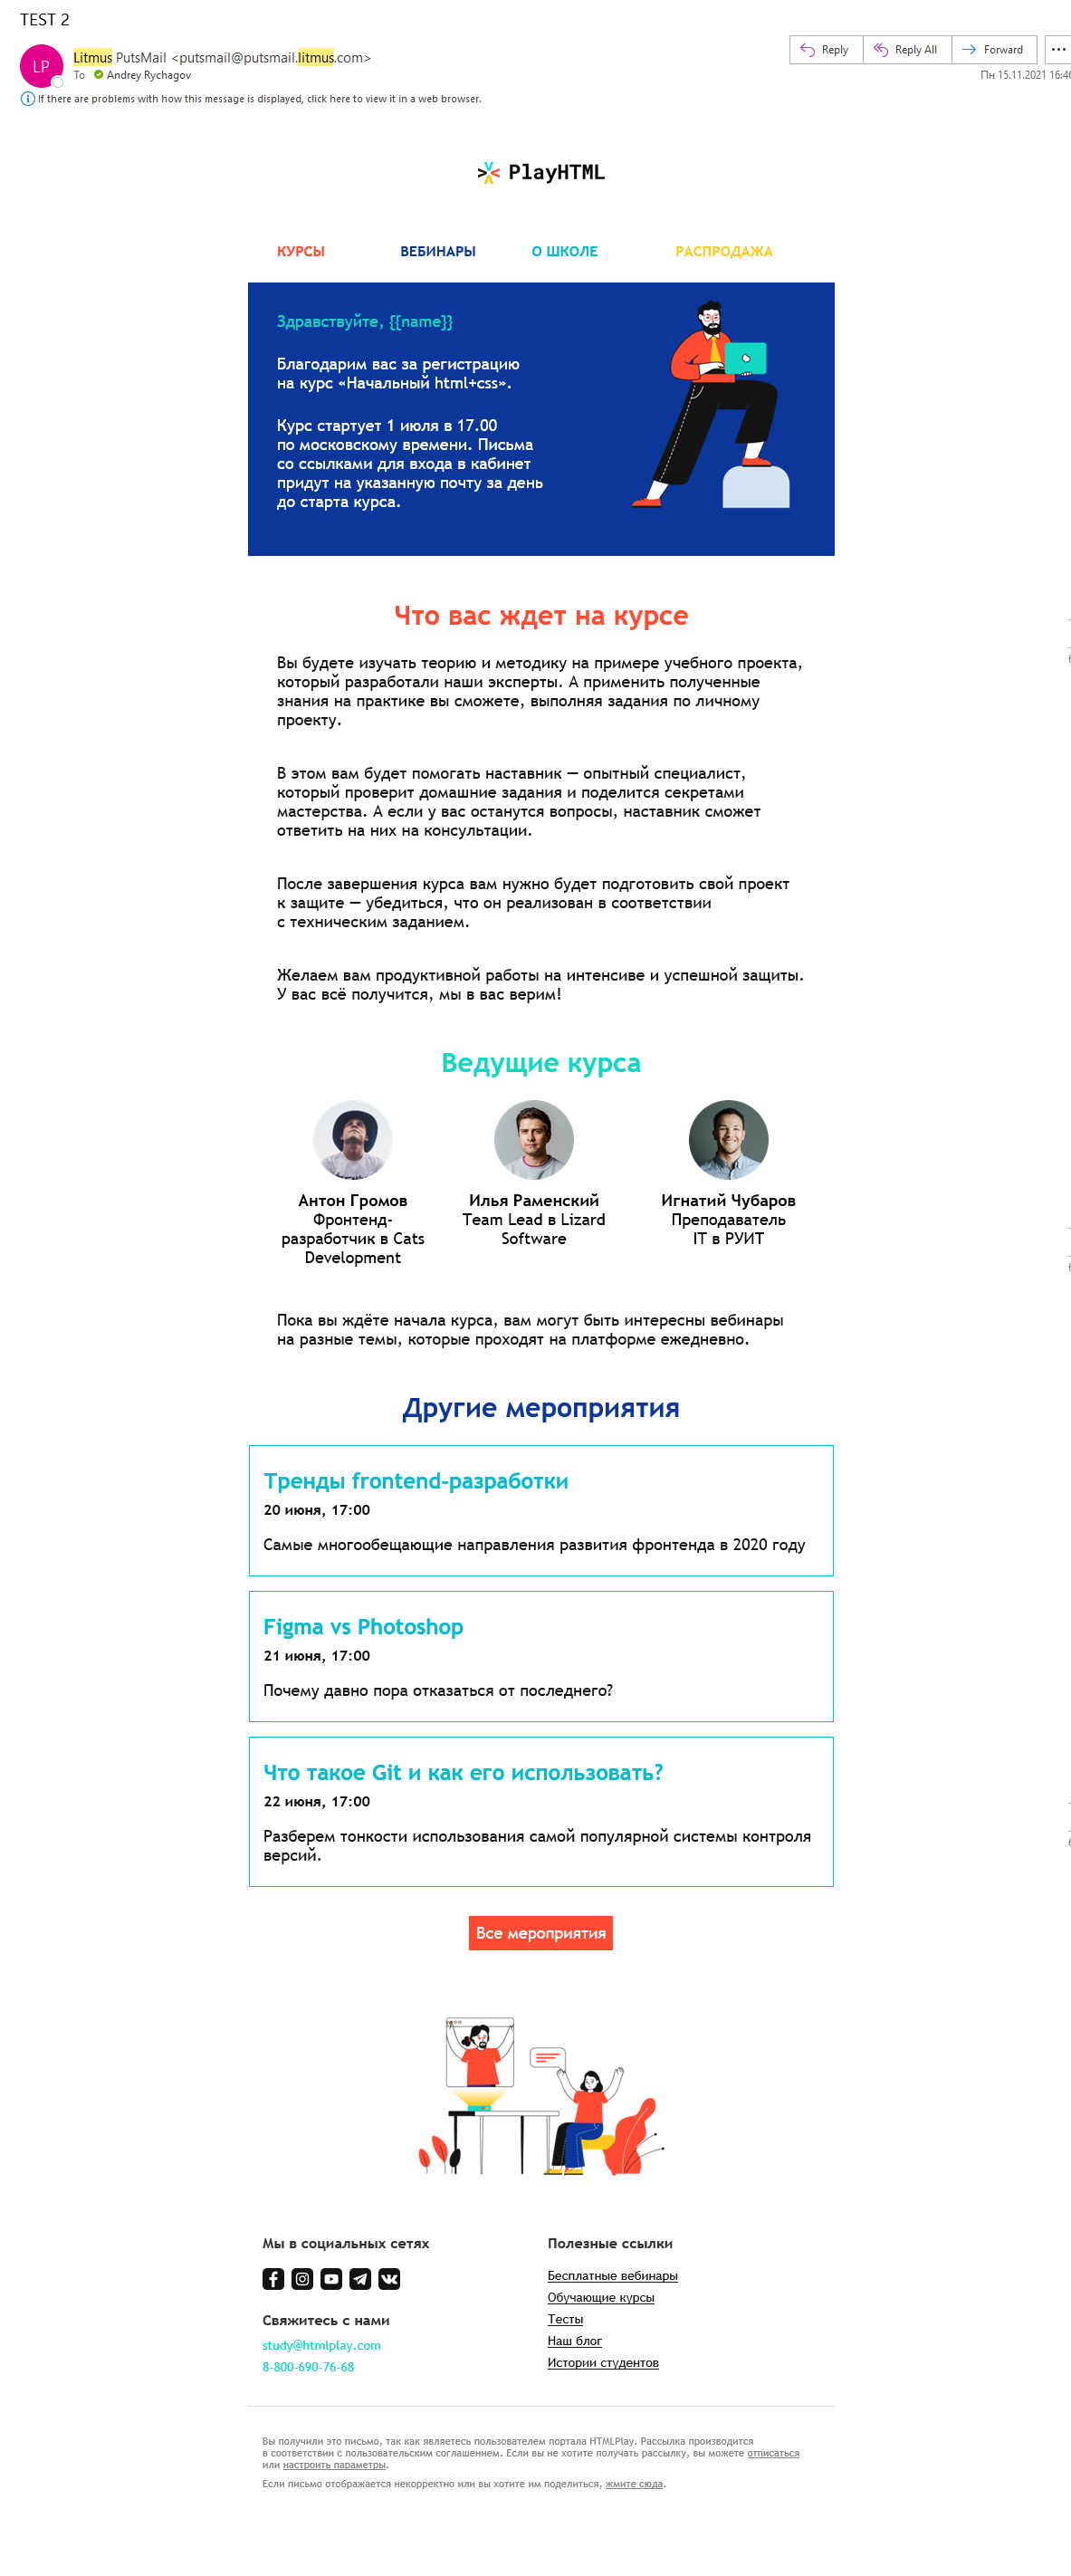 TEST 2
LP
Litmus PutsMail <putsmail@putsmail.litmus.com>
To Andrey Rychagov
Reply
Reply All
Forward
Пн 15.11.2021 16:46
If there are problems with how this message is displayed, click here to view it in a web browser.
PlayHTML
КУРСЫ
ВЕБИНАРЫ
О ШКОЛЕ
РАСПРОДАЖА
Здравствуйте, {{name}}
Благодарим вас за регистрацию
на курс «Начальный html+css».
Курс стартует 1 июля в 17.00
по московскому времени. Письма
со ссылками для входа в кабинет
придут на указанную почту за день
до старта курса.
Что вас ждет на курсе
Вы будете изучать теорию и методику на примере учебного проекта,
который разработали наши эксперты. А применить полученные
знания на практике вы сможете, выполняя задания по личному
проекту.
В этом вам будет помогать наставник — опытный специалист,
который проверит домашние задания и поделится секретами
мастерства. А если у вас останутся вопросы, наставник сможет
ответить на них на консультации.
После завершения курса вам нужно будет подготовить свой проект
к защите — убедиться, что он реализован в соответствии
с техническим заданием.
Желаем вам продуктивной работы на интенсиве и успешной защиты.
У вас всё получится, мы в вас верим!
Ведущие курса
Антон Громов
Фронтенд-
разработчик в Cats
Development
Илья Раменский
Team Lead в Lizard
Software
Игнатий Чубаров
Преподаватель
IT в РУИТ
Пока вы ждёте начала курса, вам могут быть интересны вебинары
на разные темы, которые проходят на платформе ежедневно.
Другие мероприятия
Тренды frontend-разработки
20 июня, 17:00
Самые многообещающие направления развития фронтенда в 2020 году
Figma vs Photoshop
21 июня, 17:00
Почему давно пора отказаться от последнего?
Что такое Git и как его использовать?
22 июня, 17:00
Разберем тонкости использования самой популярной системы контроля
версий.
Все мероприятия
Мы в социальных сетях
Свяжитесь с нами
study@htmlplay.com
8-800-690-76-68
Полезные ссылки
Бесплатные вебинары
Обучающие курсы
Тесты
Наш блог
Истории студентов
Вы получили это письмо, так как являетесь пользователем портала HTMLPlay. Рассылка производится
в соответствии с пользовательским соглашением. Если вы не хотите получать рассылку, вы можете отписаться
или настроить параметры.
Если письмо отображается некорректно или вы хотите им поделиться, жмите сюда.